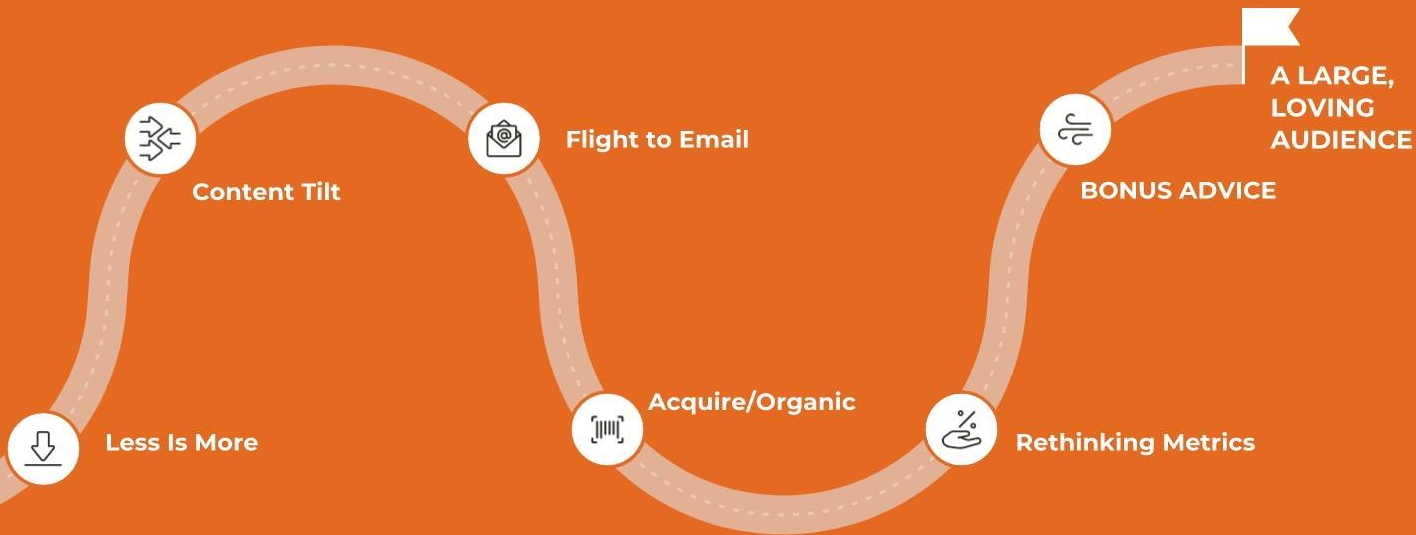 Less Is More
Content Tilt
Flight to Email
Acquire/Organic
Rethinking Metrics
BONUS ADVICE
A LARGE,
LOVING
AUDIENCE